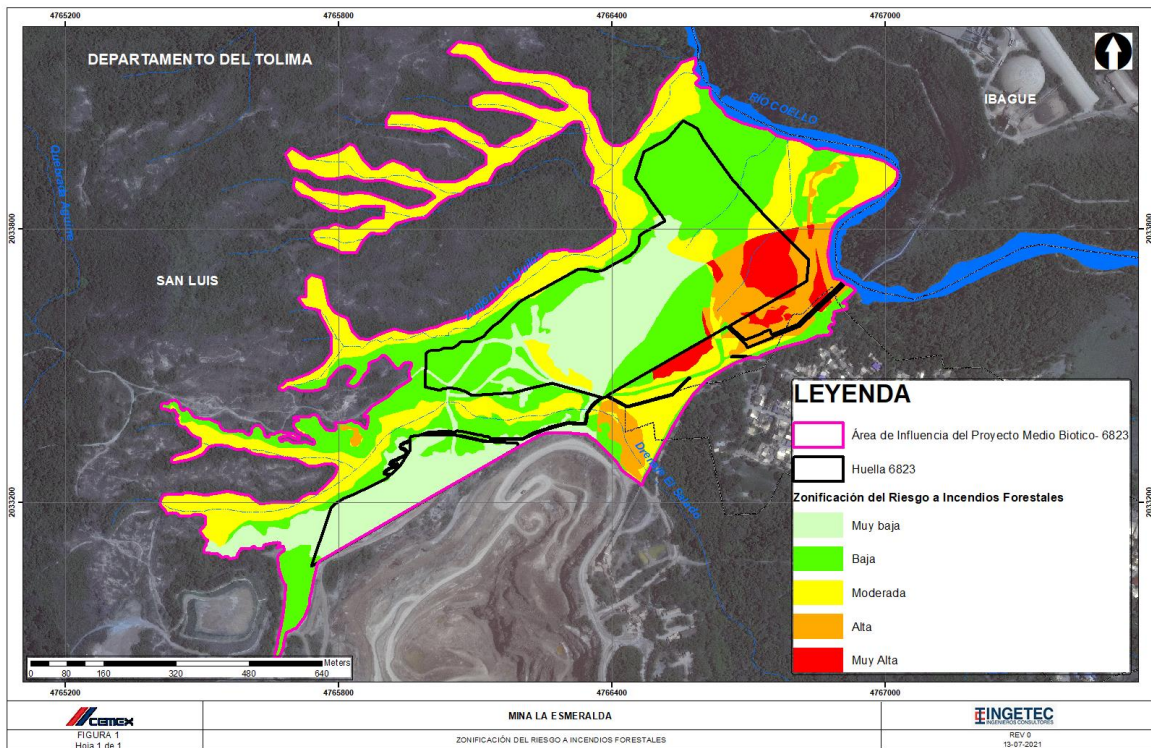 4765200 4765800 4766400 4767000
DEPARTAMENTO DEL TOLIMA
IBAGUE
RIO COELLO
2033800
2033800
SAN LUIS
LEYENDA
Área de Influencia del Proyecto Medio Biotico- 6823
Huella 6823
Zonificación del Riesgo a Incendios Forestales
Muy baja
Baja
Moderada
Alta
Muy Alta
2033200
2033200
Meters
0 80 160 320 480 640
4765200 4765800 4766400 4767000
CEMEX
FIGURA 1
Hoja 1 de 1
MINA LA ESMERALDA
ZONIFICACIÓN DEL RIESGO A INCENDIOS FORESTALES
INGETEC
INGENIEROS CONSULTORES
REV 0
13-07-2021